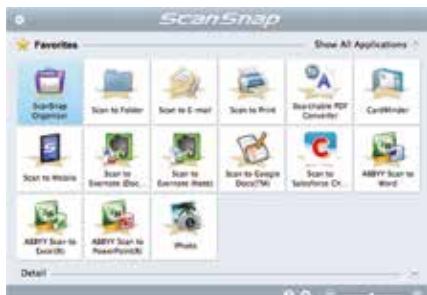 ScanSnap
Favorites
Show All Applications
ScanSnap Organizer
Scan to Folder
Scan to E-mail
Scan to Print
Searchable PDF Converter
CardMinder
Scan to Mobile
Scan to Evernote (Doc...
Scan to Evernote (Note)
Scan to Google Docs(TM)
Scan to Salesforce Ch...
ABBYY Scan to Word
ABBYY Scan to Excel(R)
ABBYY Scan to PowerPoint(R)
iPhoto
Detail